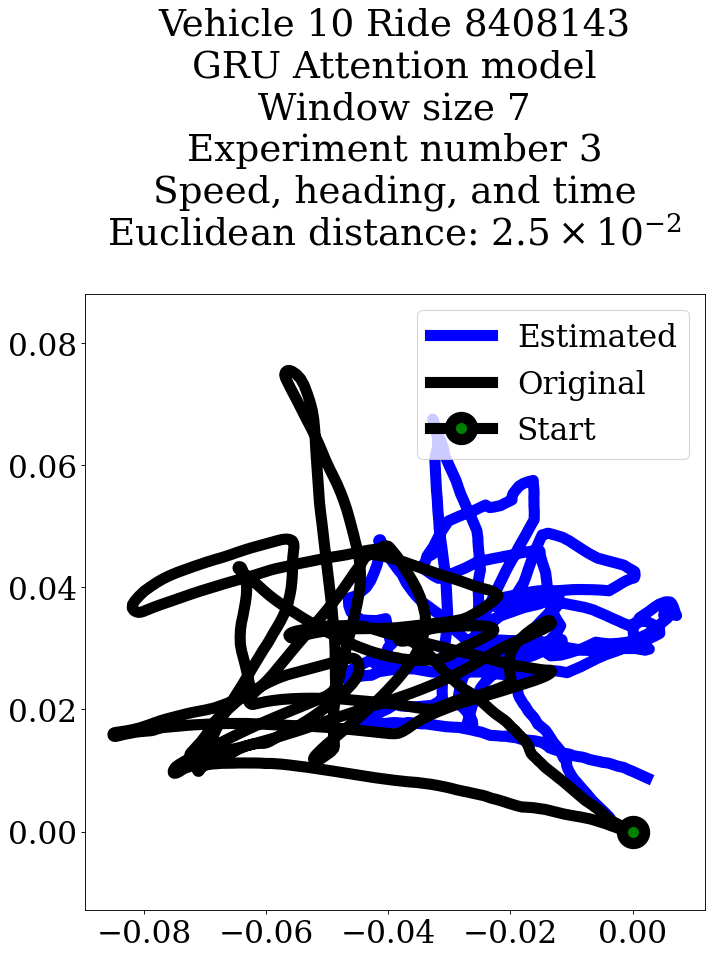 Vehicle 10 Ride 8408143
GRU Attention model
Window size 7
Experiment number 3
Speed, heading, and time
Euclidean distance: 2.5 × 10⁻²
Estimated
Original
Start
0.08
0.06
0.04
0.02
0.00
−0.08
−0.06
−0.04
−0.02
0.00